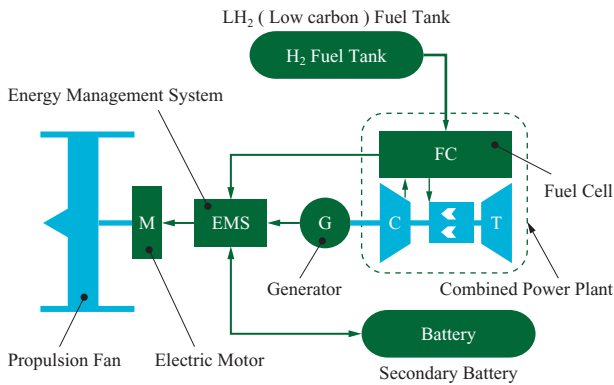 LH₂ ( Low carbon ) Fuel Tank
H₂ Fuel Tank
Energy Management System
FC
Fuel Cell
M
EMS
G
C
T
Generator
Combined Power Plant
Battery
Propulsion Fan
Electric Motor
Secondary Battery